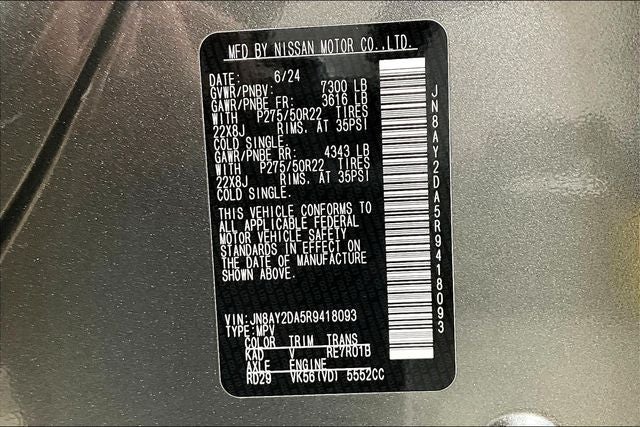 MFD BY NISSAN MOTOR CO.,LTD.
DATE: 6/24
GVWR/PNBV: 7300 LB
GAWR/PNBE FR: 3616 LB
WITH P275/50R22 TIRES
22X8J RIMS, AT 35PSI
COLD SINGLE.
GAWR/PNBE RR: 4343 LB
WITH P275/50R22 TIRES
22X8J RIMS, AT 35PSI
COLD SINGLE.
THIS VEHICLE CONFORMS TO
ALL APPLICABLE FEDERAL
MOTOR VEHICLE SAFETY
STANDARDS IN EFFECT ON
THE DATE OF MANUFACTURE
SHOWN ABOVE.
VIN:JN8AY2DA5R9418093
TYPE:MPV
COLOR TRIM TRANS
KAD V RE7R01B
AXLE ENGINE
RD29 VK56(VD) 5552CC
JN8AY2DA5R9418093